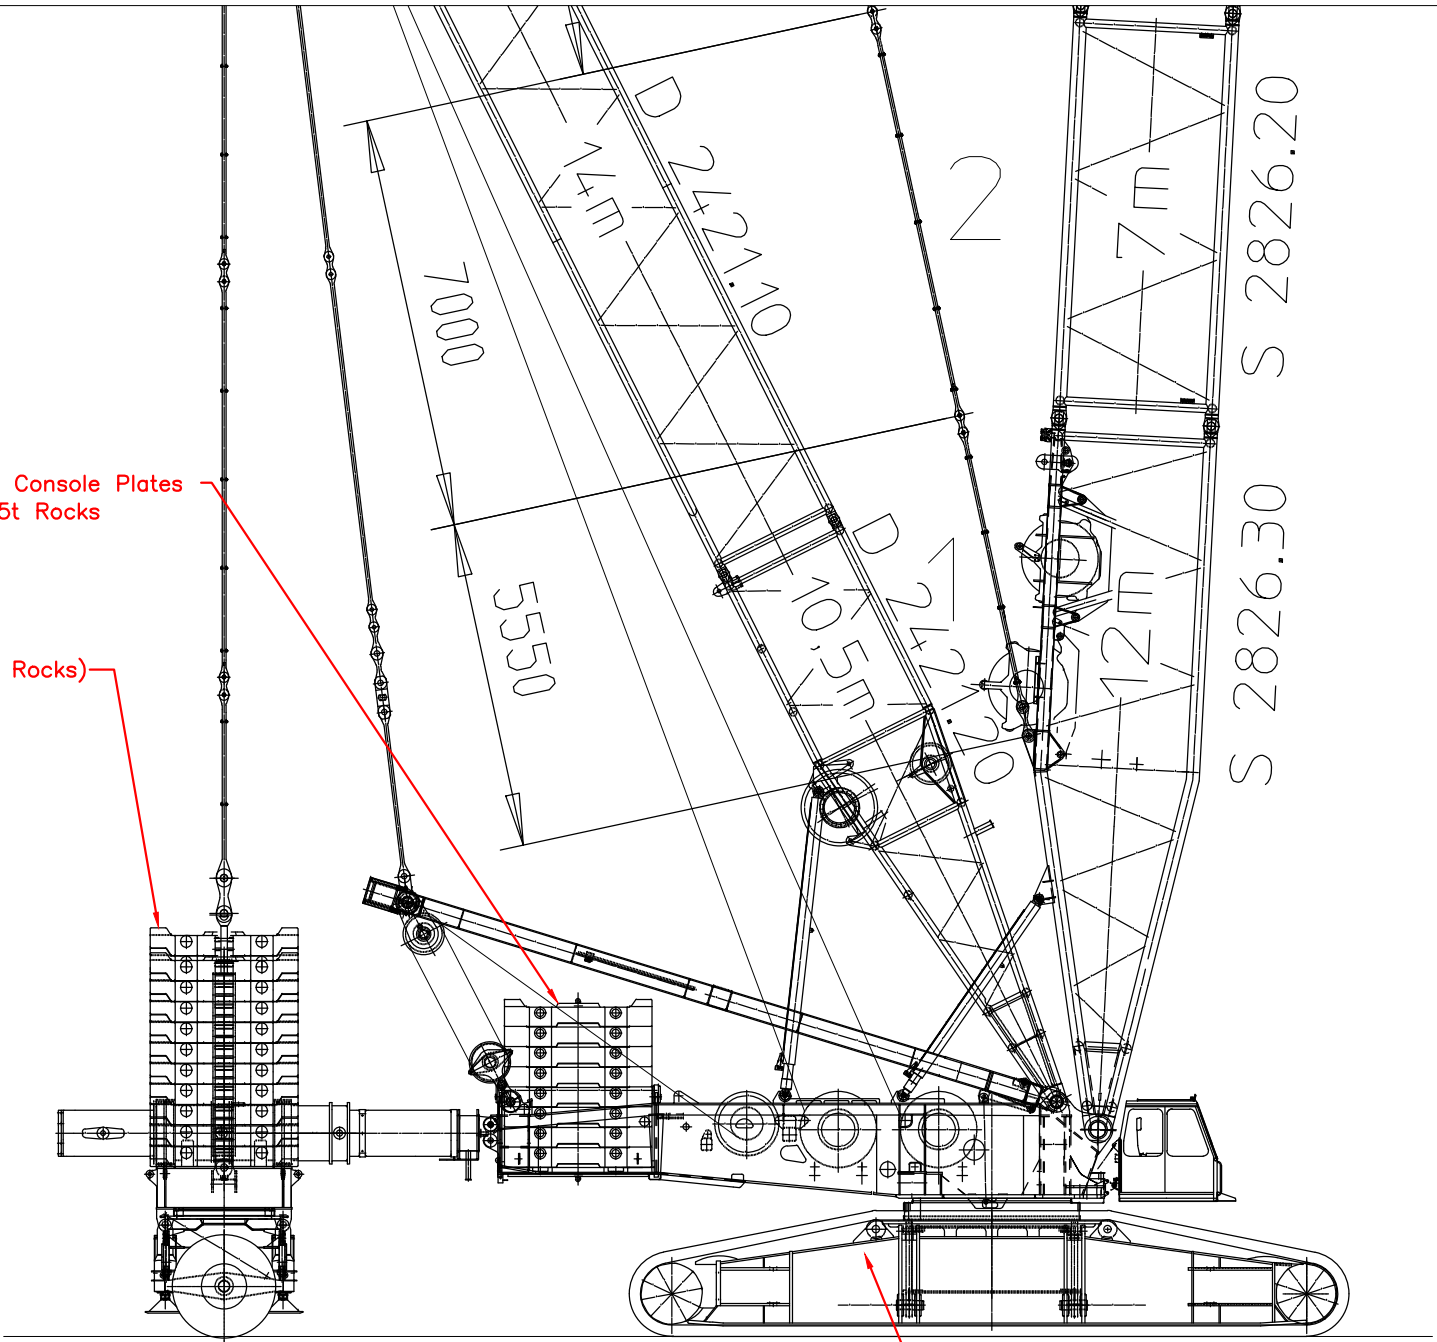 2
S 2826.20
7m
D 2421.10
14m
7000
Console Plates
5t Rocks
S 2826.30
12m
D 2422.20
10,5m
5550
Rocks)